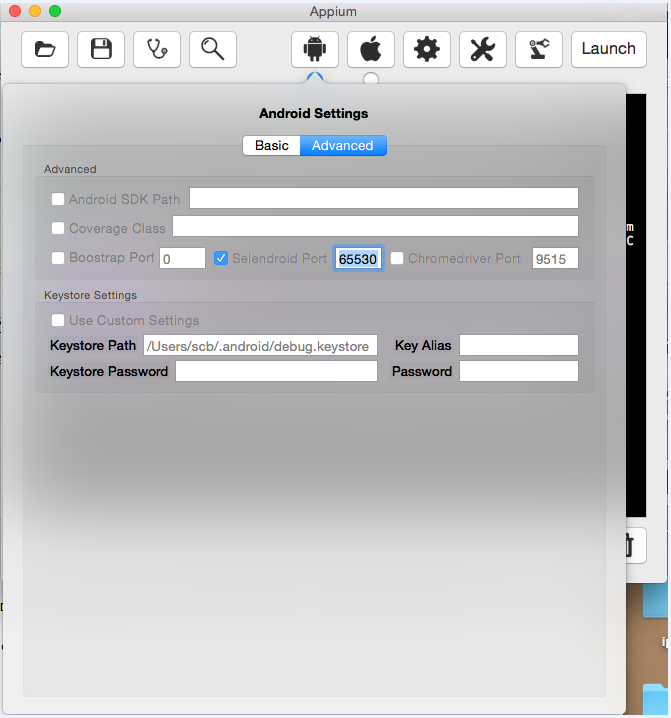 Appium
Launch
Android Settings
Basic Advanced
Advanced
Android SDK Path
Coverage Class
Boostrap Port 0 Selendroid Port 65530 Chromedriver Port 9515
Keystore Settings
Use Custom Settings
Keystore Path /Users/scb/.android/debug.keystore Key Alias
Keystore Password Password
m
C